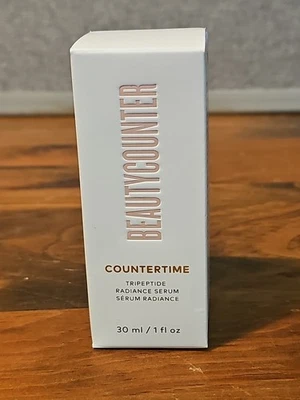 BEAUTYCOUNTER
COUNTERTIME
TRIPEPTIDE
RADIANCE SERUM
SÉRUM RADIANCE
30 ml / 1 fl oz